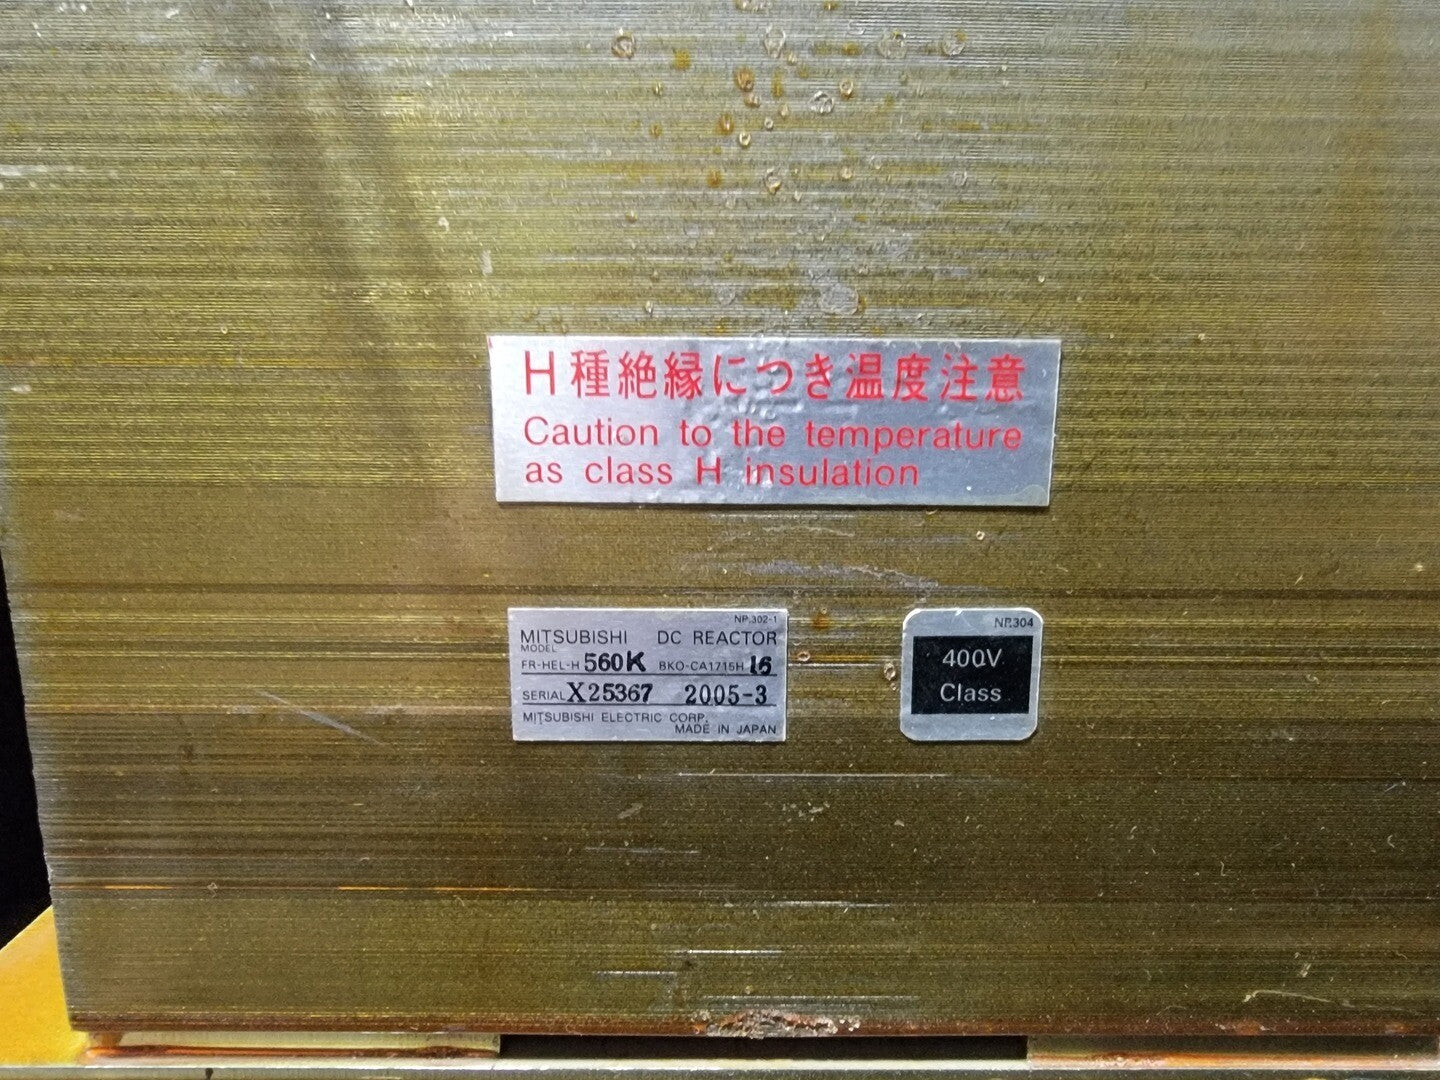 H種絶縁につき温度注意
Caution to the temperature
as class H insulation
NP.302-1
MITSUBISHI DC REACTOR
MODEL
FR-HEL-H 560K BKO-CA1715H 16
SERIAL X25367 2005-3
MITSUBISHI ELECTRIC CORP.
MADE IN JAPAN
NP.304
400V
Class